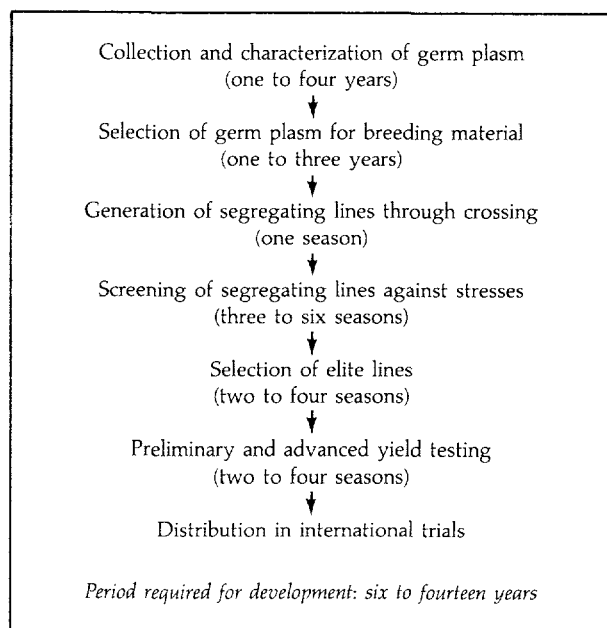 Collection and characterization of germ plasm
(one to four years)
Selection of germ plasm for breeding material
(one to three years)
Generation of segregating lines through crossing
(one season)
Screening of segregating lines against stresses
(three to six seasons)
Selection of elite lines
(two to four seasons)
Preliminary and advanced yield testing
(two to four seasons)
Distribution in international trials
Period required for development: six to fourteen years